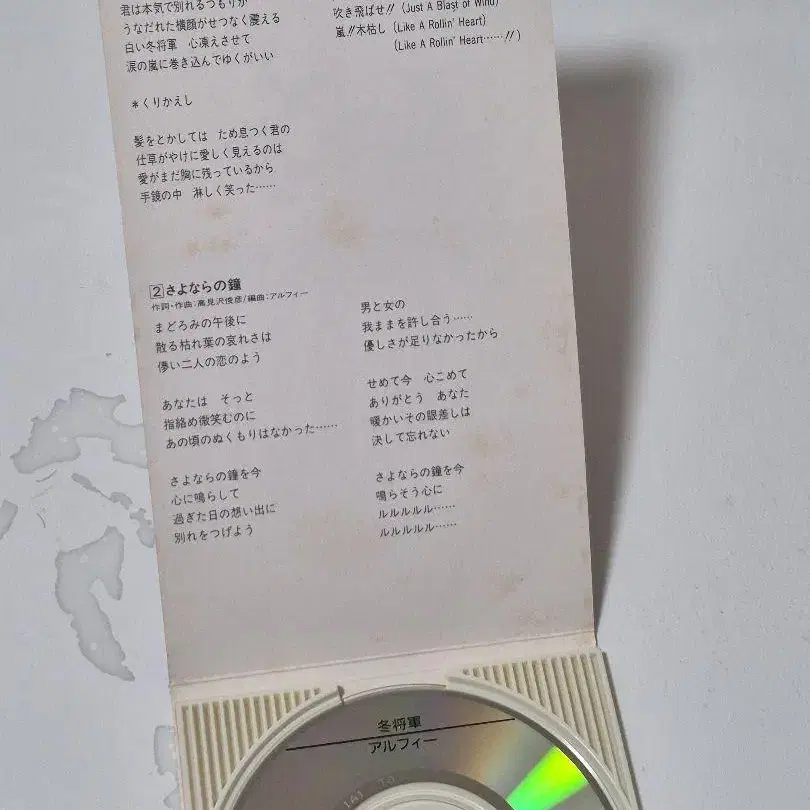 君は本気で別れるつもりか
うなだれた横顔がせつなく震える
白い冬将軍 心凍えさせて
涙の嵐に巻き込んでゆくがいい
*くりかえし
髪をとかしては ため息つく君の
仕草がやけに愛しく見えるのは
愛がまだ胸に残っているから
手鏡の中 淋しく笑った……
吹き飛ばせ!! (Just A Blast of Wind)
嵐!!木枯し (Like A Rollin' Heart)
(Like A Rollin' Heart……!!)
2 さよならの鐘
作詞・作曲:高見沢俊彦/編曲:アルフィー
まどろみの午後に
散る枯れ葉の哀れさは
儚い二人の恋のよう
あなたは そっと
指絡め微笑むのに
あの頃のぬくもりはなかった……
さよならの鐘を今
心に鳴らして
過ぎた日の想い出に
別れをつげよう
男と女の
我ままを許し合う……
優しさが足りなかったから
せめて今 心こめて
ありがとう あなた
暖かいその眼差しは
決して忘れない
さよならの鐘を今
鳴らそう心に
ルルルルル……
ルルルルル……
冬将軍
アルフィー